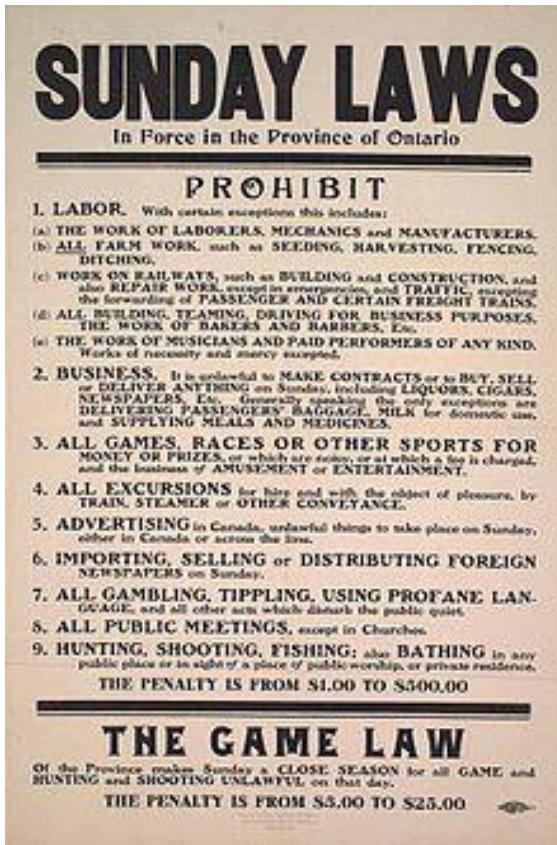 SUNDAY LAWS
In Force in the Province of Ontario
PROHIBIT
1. LABOR. With certain exceptions this includes:
(a) THE WORK OF LABORERS, MECHANICS and MANUFACTURERS.
(b) ALL FARM WORK, such as SEEDING, HARVESTING, FENCING,
DITCHING.
(c) WORK ON RAILWAYS, such as BUILDING and CONSTRUCTION, and
also REPAIR WORK, except in emergencies, and TRAFFIC, excepting
the forwarding of PASSENGER AND CERTAIN FREIGHT TRAINS.
(d) ALL BUILDING, TEAMING, DRIVING FOR BUSINESS PURPOSES,
THE WORK OF BAKERS AND BARBERS, Etc.
(e) THE WORK OF MUSICIANS AND PAID PERFORMERS OF ANY KIND.
Works of necessity and mercy excepted.
2. BUSINESS. It is unlawful to MAKE CONTRACTS or to BUY, SELL
or DELIVER ANYTHING on Sunday, including LIQUORS, CIGARS,
NEWSPAPERS, Etc. Generally speaking the only exceptions are
DELIVERING PASSENGERS' BAGGAGE, MILK for domestic use,
and SUPPLYING MEALS AND MEDICINES.
3. ALL GAMES, RACES OR OTHER SPORTS FOR
MONEY OR PRIZES, or which are noisy, or at which a fee is charged,
and the business of AMUSEMENT or ENTERTAINMENT.
4. ALL EXCURSIONS for hire and with the object of pleasure, by
TRAIN, STEAMER or OTHER CONVEYANCE.
5. ADVERTISING in Canada, unlawful things to take place on Sunday,
either in Canada or across the line.
6. IMPORTING, SELLING or DISTRIBUTING FOREIGN
NEWSPAPERS on Sunday.
7. ALL GAMBLING, TIPPLING, USING PROFANE LAN-
GUAGE, and all other acts which disturb the public quiet.
8. ALL PUBLIC MEETINGS, except in Churches.
9. HUNTING, SHOOTING, FISHING; also BATHING in any
public place or in sight of a place of public worship, or private residence.
THE PENALTY IS FROM $1.00 TO $500.00
THE GAME LAW
Of the Province makes Sunday a CLOSE SEASON for all GAME and
HUNTING and SHOOTING UNLAWFUL on that day.
THE PENALTY IS FROM $5.00 TO $25.00